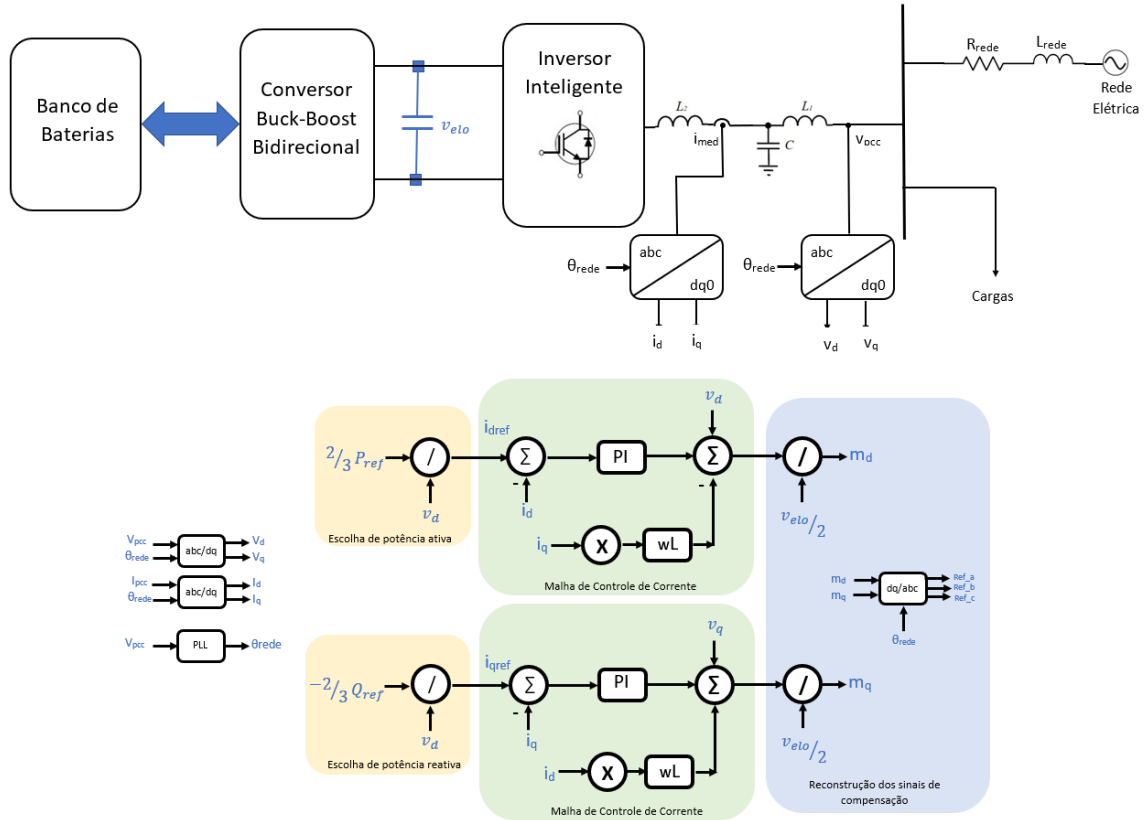 Banco de
Baterias
Conversor
Buck-Boost
Bidirecional
v_elo
Inversor
Inteligente
L₂
i_med
C
L₁
v_pcc
R_rede
L_rede
Rede
Elétrica
Cargas
θ_rede
abc
dq0
i_d
i_q
θ_rede
abc
dq0
v_d
v_q
2/3 P_ref
/
v_d
Escolha de potência ativa
i_dref
Σ
-
i_d
PI
v_d
Σ
-
i_q
X
wL
Malha de Controle de Corrente
/
m_d
v_elo/2
V_pcc
θ_rede
abc/dq
V_d
V_q
I_pcc
θ_rede
abc/dq
I_d
I_q
V_pcc
PLL
θrede
m_d
m_q
dq/abc
Ref_a
Ref_b
Ref_c
θ_rede
−2/3 Q_ref
/
v_d
Escolha de potência reativa
i_qref
Σ
-
i_q
PI
v_q
Σ
i_d
X
wL
Malha de Controle de Corrente
/
m_q
v_elo/2
Reconstrução dos sinais de
compensação